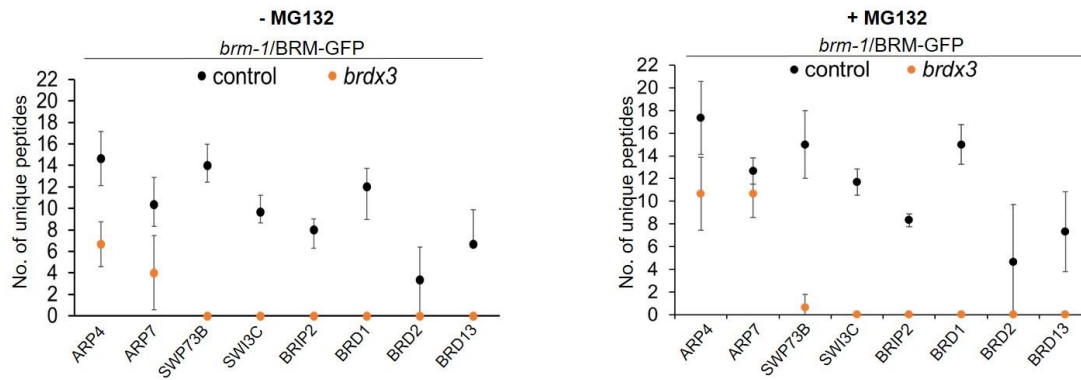 - MG132
brm-1/BRM-GFP
control brdx3
No. of unique peptides
22
20
18
16
14
12
10
8
6
4
2
0
ARP4 ARP7 SWP73B SWI3C BRIP2 BRD1 BRD2 BRD13
+ MG132
brm-1/BRM-GFP
control brdx3
No. of unique peptides
22
20
18
16
14
12
10
8
6
4
2
0
ARP4 ARP7 SWP73B SWI3C BRIP2 BRD1 BRD2 BRD13